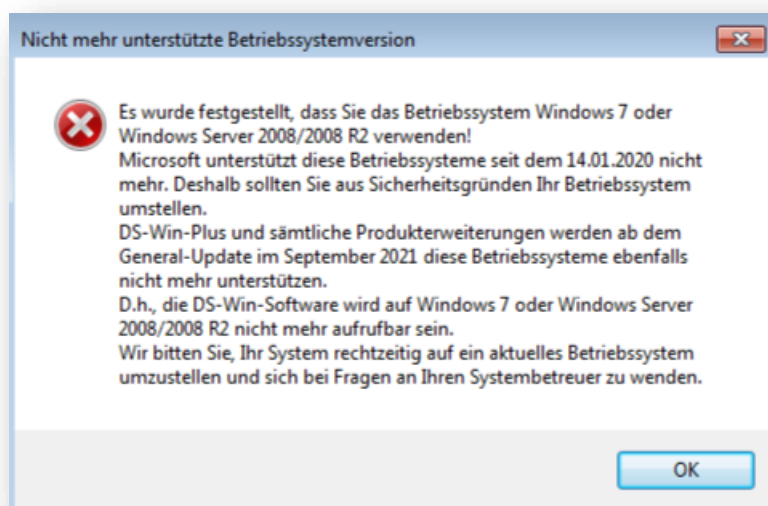 Nicht mehr unterstützte Betriebssystemversion
Es wurde festgestellt, dass Sie das Betriebssystem Windows 7 oder
Windows Server 2008/2008 R2 verwenden!
Microsoft unterstützt diese Betriebssysteme seit dem 14.01.2020 nicht
mehr. Deshalb sollten Sie aus Sicherheitsgründen Ihr Betriebssystem
umstellen.
DS-Win-Plus und sämtliche Produkterweiterungen werden ab dem
General-Update im September 2021 diese Betriebssysteme ebenfalls
nicht mehr unterstützen.
D.h., die DS-Win-Software wird auf Windows 7 oder Windows Server
2008/2008 R2 nicht mehr aufrufbar sein.
Wir bitten Sie, Ihr System rechtzeitig auf ein aktuelles Betriebssystem
umzustellen und sich bei Fragen an Ihren Systembetreuer zu wenden.
OK